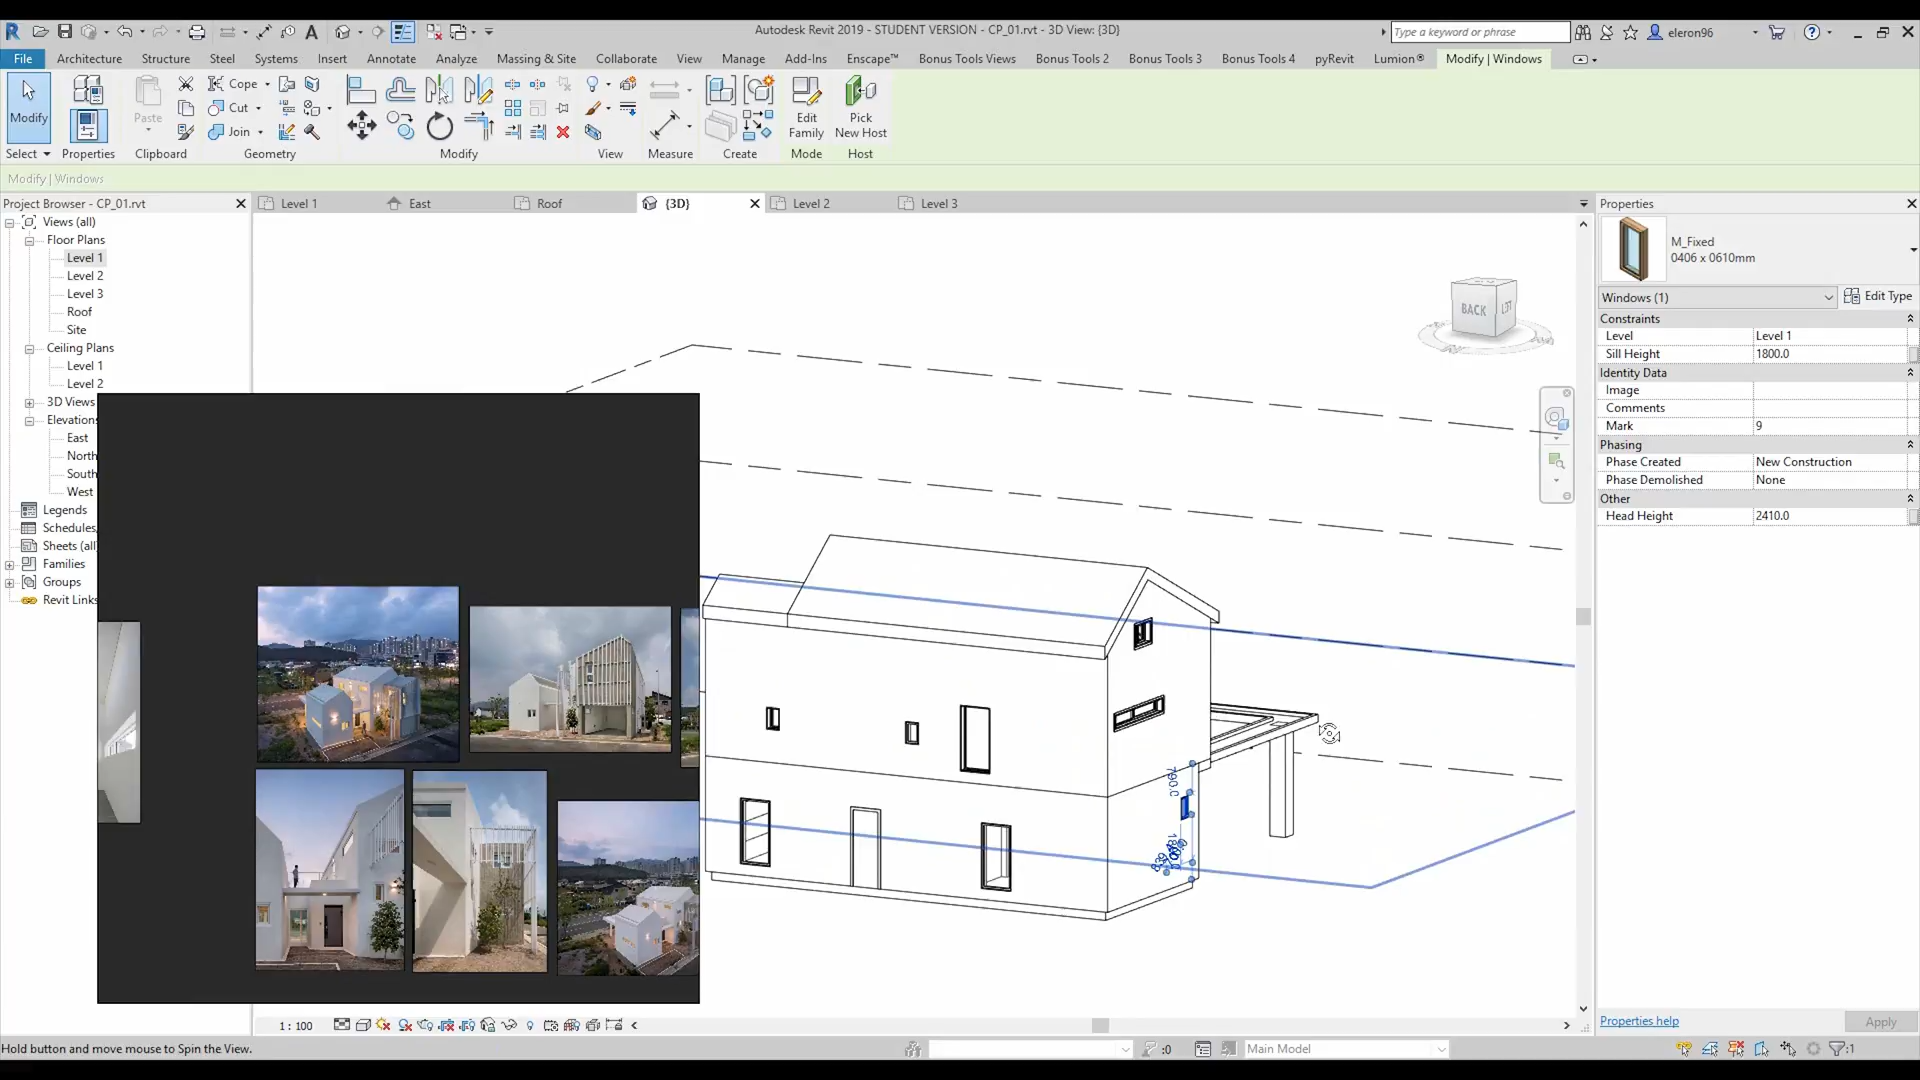 Autodesk Revit 2019 - STUDENT VERSION - CP_01.rvt - 3D View: {3D}
Type a keyword or phrase
eleron96
File Architecture Structure Steel Systems Insert Annotate Analyze Massing & Site Collaborate View Manage Add-Ins Enscape™ Bonus Tools Views Bonus Tools 2 Bonus Tools 3 Bonus Tools 4 pyRevit Lumion® Modify | Windows
Modify
Paste
Cope
Cut
Join
Edit Family
Pick New Host
Select Properties Clipboard Geometry Modify View Measure Create Mode Host
Modify | Windows
Project Browser - CP_01.rvt
Level 1 East Roof {3D} Level 2 Level 3
Views (all)
Floor Plans
Level 1
Level 2
Level 3
Roof
Site
Ceiling Plans
Level 1
Level 2
3D Views
Elevations
East
North
South
West
Legends
Schedules
Sheets (all
Families
Groups
Revit Links
BACK
790.0
Properties
M_Fixed
0406 x 0610mm
Windows (1)
Edit Type
Constraints
Level Level 1
Sill Height 1800.0
Identity Data
Image
Comments
Mark 9
Phasing
Phase Created New Construction
Phase Demolished None
Other
Head Height 2410.0
Properties help
Apply
1 : 100
Hold button and move mouse to Spin the View.
:0
Main Model
:1